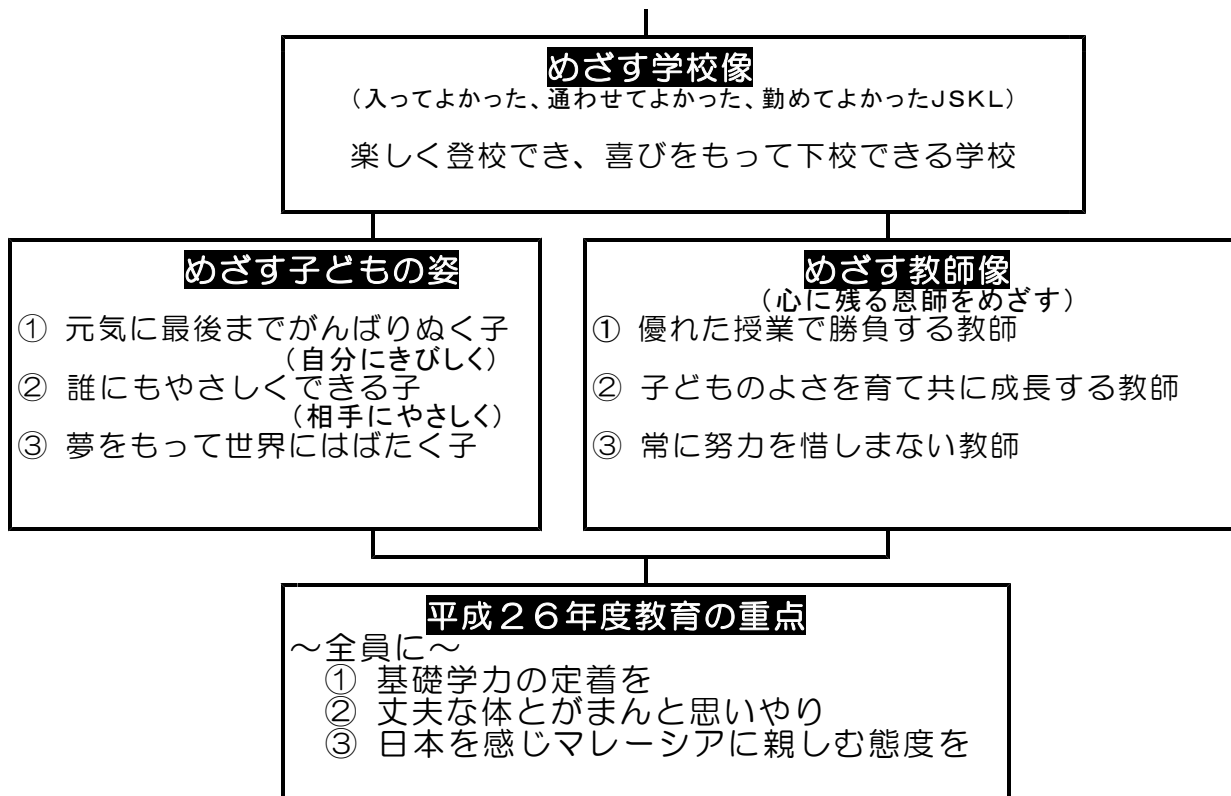 めざす学校像
（入ってよかった、通わせてよかった、勤めてよかったＪＳＫＬ）
楽しく登校でき、喜びをもって下校できる学校
めざす子どもの姿
① 元気に最後までがんばりぬく子
（自分にきびしく）
② 誰にもやさしくできる子
（相手にやさしく）
③ 夢をもって世界にはばたく子
めざす教師像
（心に残る恩師をめざす）
① 優れた授業で勝負する教師
② 子どものよさを育て共に成長する教師
③ 常に努力を惜しまない教師
平成２６年度教育の重点
～全員に～
① 基礎学力の定着を
② 丈夫な体とがまんと思いやり
③ 日本を感じマレーシアに親しむ態度を